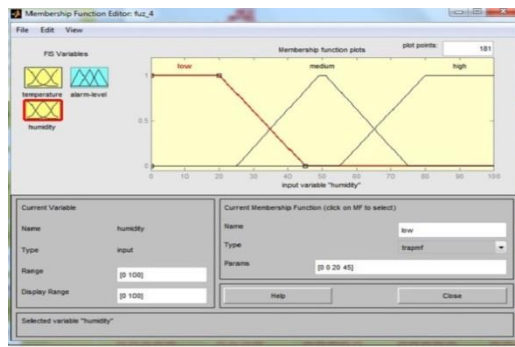 Membership Function Editor: fuz_4
File Edit View
FIS Variables
Membership function plots
plot points:
181
temperature alarm-level
humidity
low medium high
1
0.5
0
0 10 20 30 40 50 60 70 80 90 100
input variable "humidity"
Current Variable
Name humidity
Type input
Range [0 100]
Display Range [0 100]
Current Membership Function (click on MF to select)
Name low
Type trapmf
Params [0 0 20 45]
Help Close
Selected variable "humidity"